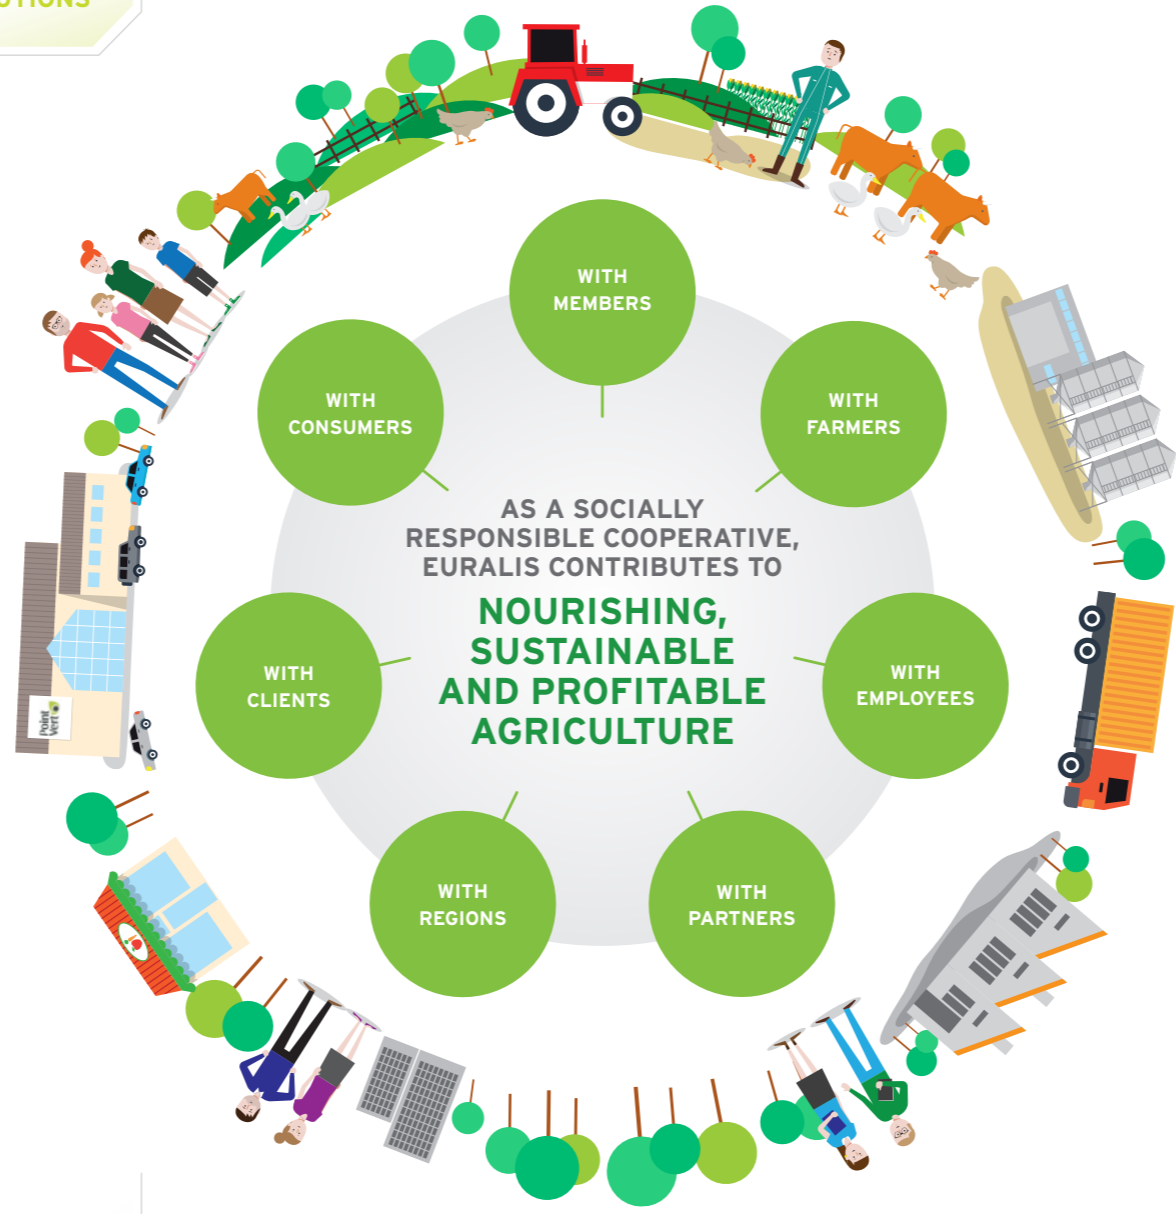 WITH
MEMBERS
WITH
CONSUMERS
WITH
FARMERS
AS A SOCIALLY
RESPONSIBLE COOPERATIVE,
EURALIS CONTRIBUTES TO
NOURISHING,
SUSTAINABLE
AND PROFITABLE
AGRICULTURE
WITH
CLIENTS
WITH
EMPLOYEES
Point
Vert
WITH
REGIONS
WITH
PARTNERS